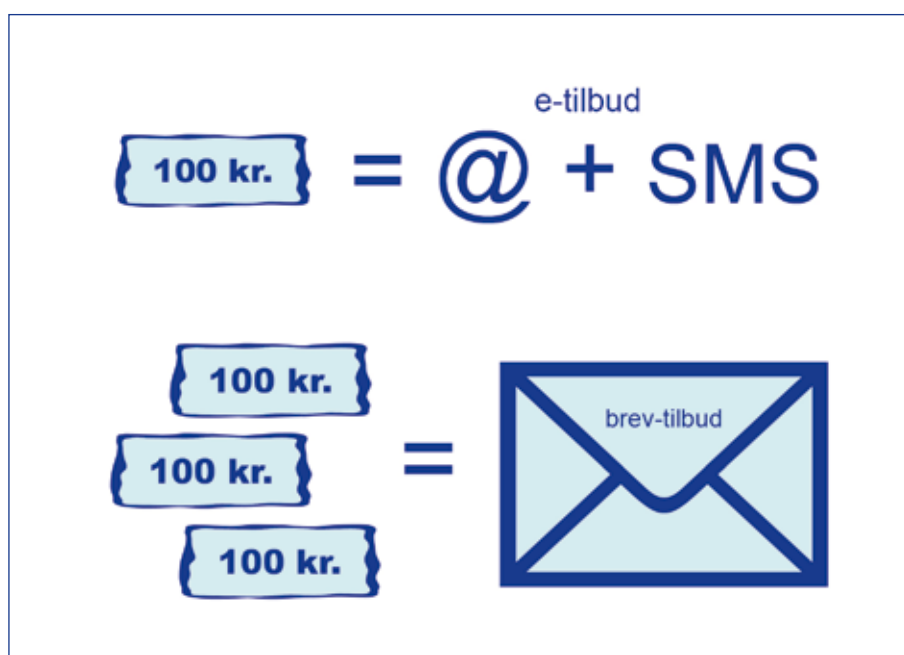 e-tilbud
100 kr. = @ + SMS
100 kr.
100 kr. =
100 kr.
brev-tilbud